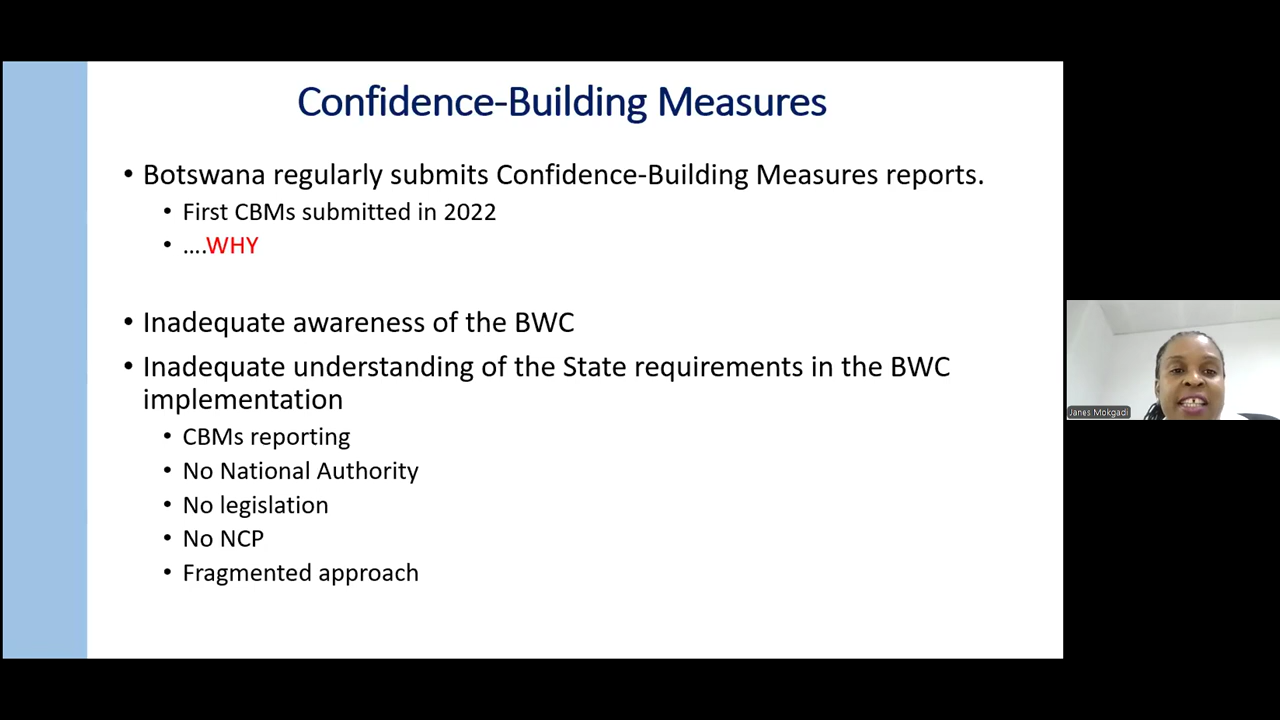 Confidence-Building Measures
• Botswana regularly submits Confidence-Building Measures reports.
• First CBMs submitted in 2022
• ....WHY
• Inadequate awareness of the BWC
• Inadequate understanding of the State requirements in the BWC
implementation
• CBMs reporting
• No National Authority
• No legislation
• No NCP
• Fragmented approach
Janes Mokgadi